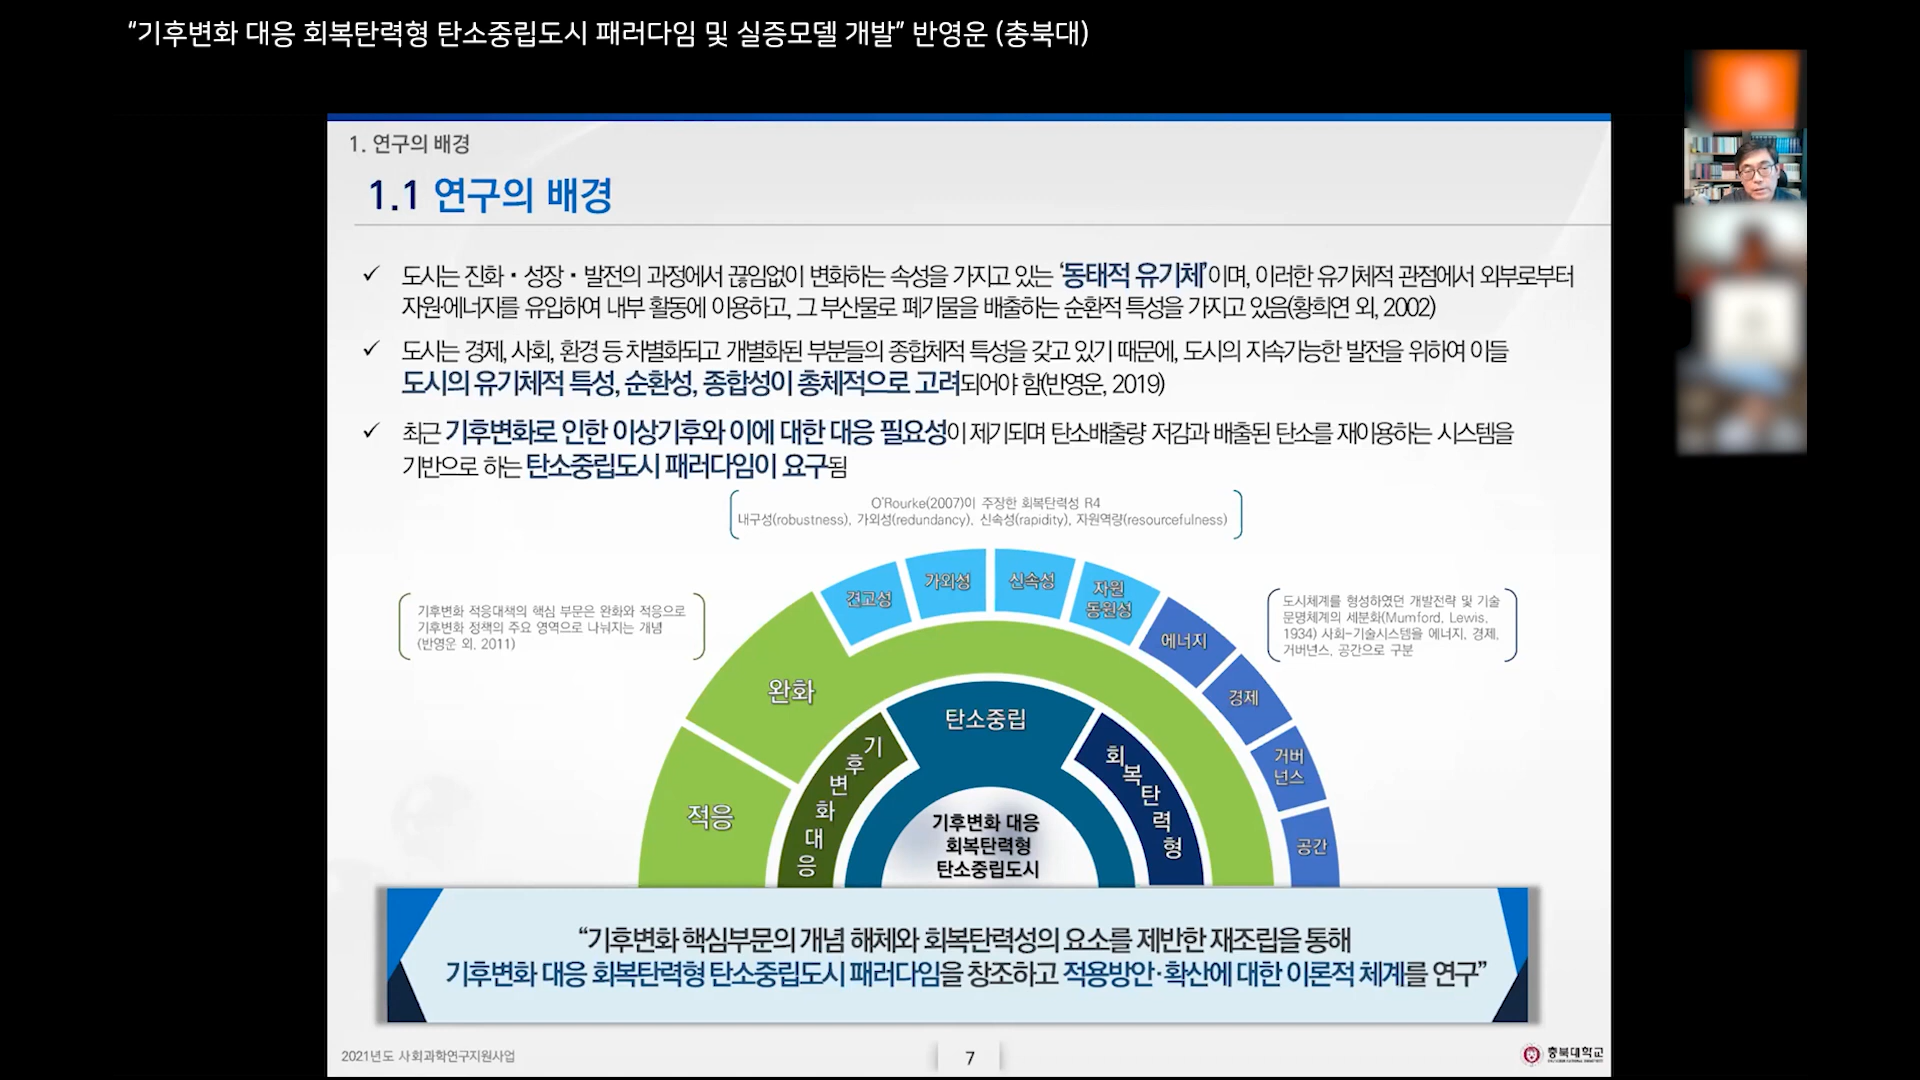 “기후변화 대응 회복탄력형 탄소중립도시 패러다임 및 실증모델 개발” 반영운 (충북대)
1. 연구의 배경
1.1 연구의 배경
✓ 도시는 진화·성장·발전의 과정에서 끊임없이 변화하는 속성을 가지고 있는 ‘동태적 유기체’이며, 이러한 유기체적 관점에서 외부로부터
자원·에너지를 유입하여 내부 활동에 이용하고, 그 부산물로 폐기물을 배출하는 순환적 특성을 가지고 있음(황희연 외, 2002)
✓ 도시는 경제, 사회, 환경 등 차별화되고 개별화된 부분들의 종합체적 특성을 갖고 있기 때문에, 도시의 지속가능한 발전을 위하여 이들
도시의 유기체적 특성, 순환성, 종합성이 총체적으로 고려되어야 함(반영운, 2019)
✓ 최근 기후변화로 인한 이상기후와 이에 대한 대응 필요성이 제기되며 탄소배출량 저감과 배출된 탄소를 재이용하는 시스템을
기반으로 하는 탄소중립도시 패러다임이 요구됨
O'Rourke(2007)이 주장한 회복탄력성 R4
내구성(robustness), 가외성(redundancy), 신속성(rapidity), 자원역량(resourcefulness)
기후변화 적응대책의 핵심 부문은 완화와 적응으로
기후변화 정책의 주요 영역으로 나눠지는 개념
(반영운 외, 2011)
도시체계를 형성하였던 개발전략 및 기술
문명체계의 세분화(Mumford, Lewis,
1934) 사회-기술시스템을 에너지, 경제,
거버넌스, 공간으로 구분
견고성
가외성
신속성
자원
동원성
에너지
경제
거버
넌스
공간
완화
적응
기후변화대응
탄소중립
회복탄력형
기후변화 대응
회복탄력형
탄소중립도시
“기후변화 핵심부문의 개념 해체와 회복탄력성의 요소를 제반한 재조립을 통해
기후변화 대응 회복탄력형 탄소중립도시 패러다임을 창조하고 적용방안·확산에 대한 이론적 체계를 연구”
2021년도 사회과학연구지원사업
7
충북대학교